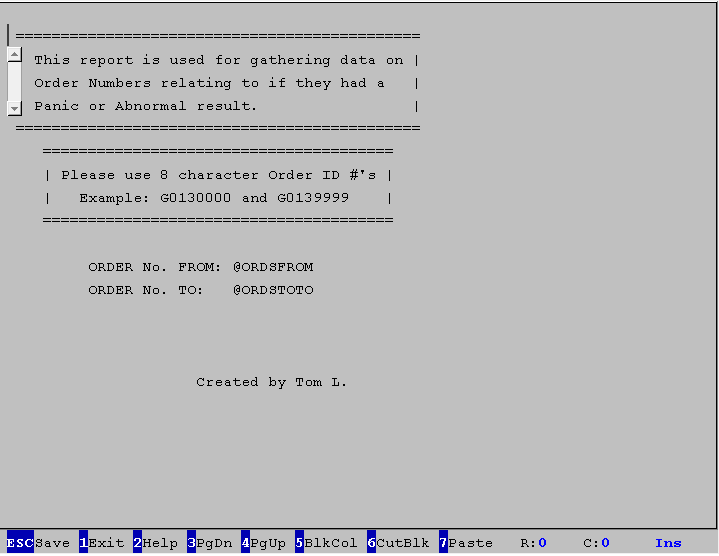 =============================================
This report is used for gathering data on |
Order Numbers relating to if they had a |
Panic or Abnormal result. |
=============================================
=======================================
| Please use 8 character Order ID #'s |
| Example: G0130000 and G0139999 |
=======================================
ORDER No. FROM: @ORDSFROM
ORDER No. TO: @ORDSTOTO
Created by Tom L.
ESCSave 1Exit 2Help 3PgDn 4PgUp 5BlkCol 6CutBlk 7Paste R:0 C:0 Ins